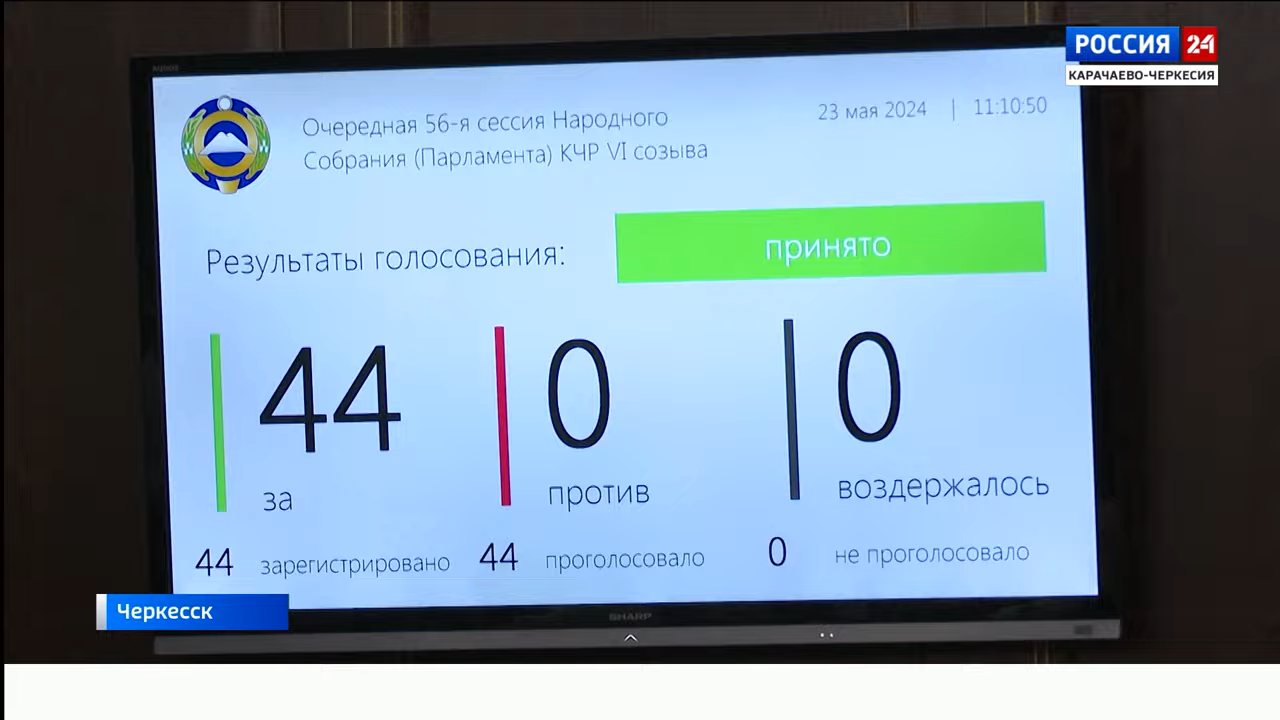 РОССИЯ 24
КАРАЧАЕВО-ЧЕРКЕСИЯ
Очередная 56-я сессия Народного
Собрания (Парламента) КЧР VI созыва
23 мая 2024 | 11:10:50
Результаты голосования:
принято
44 0 0
за против воздержалось
44 зарегистрировано 44 проголосовало 0 не проголосовало
Черкесск
SHARP